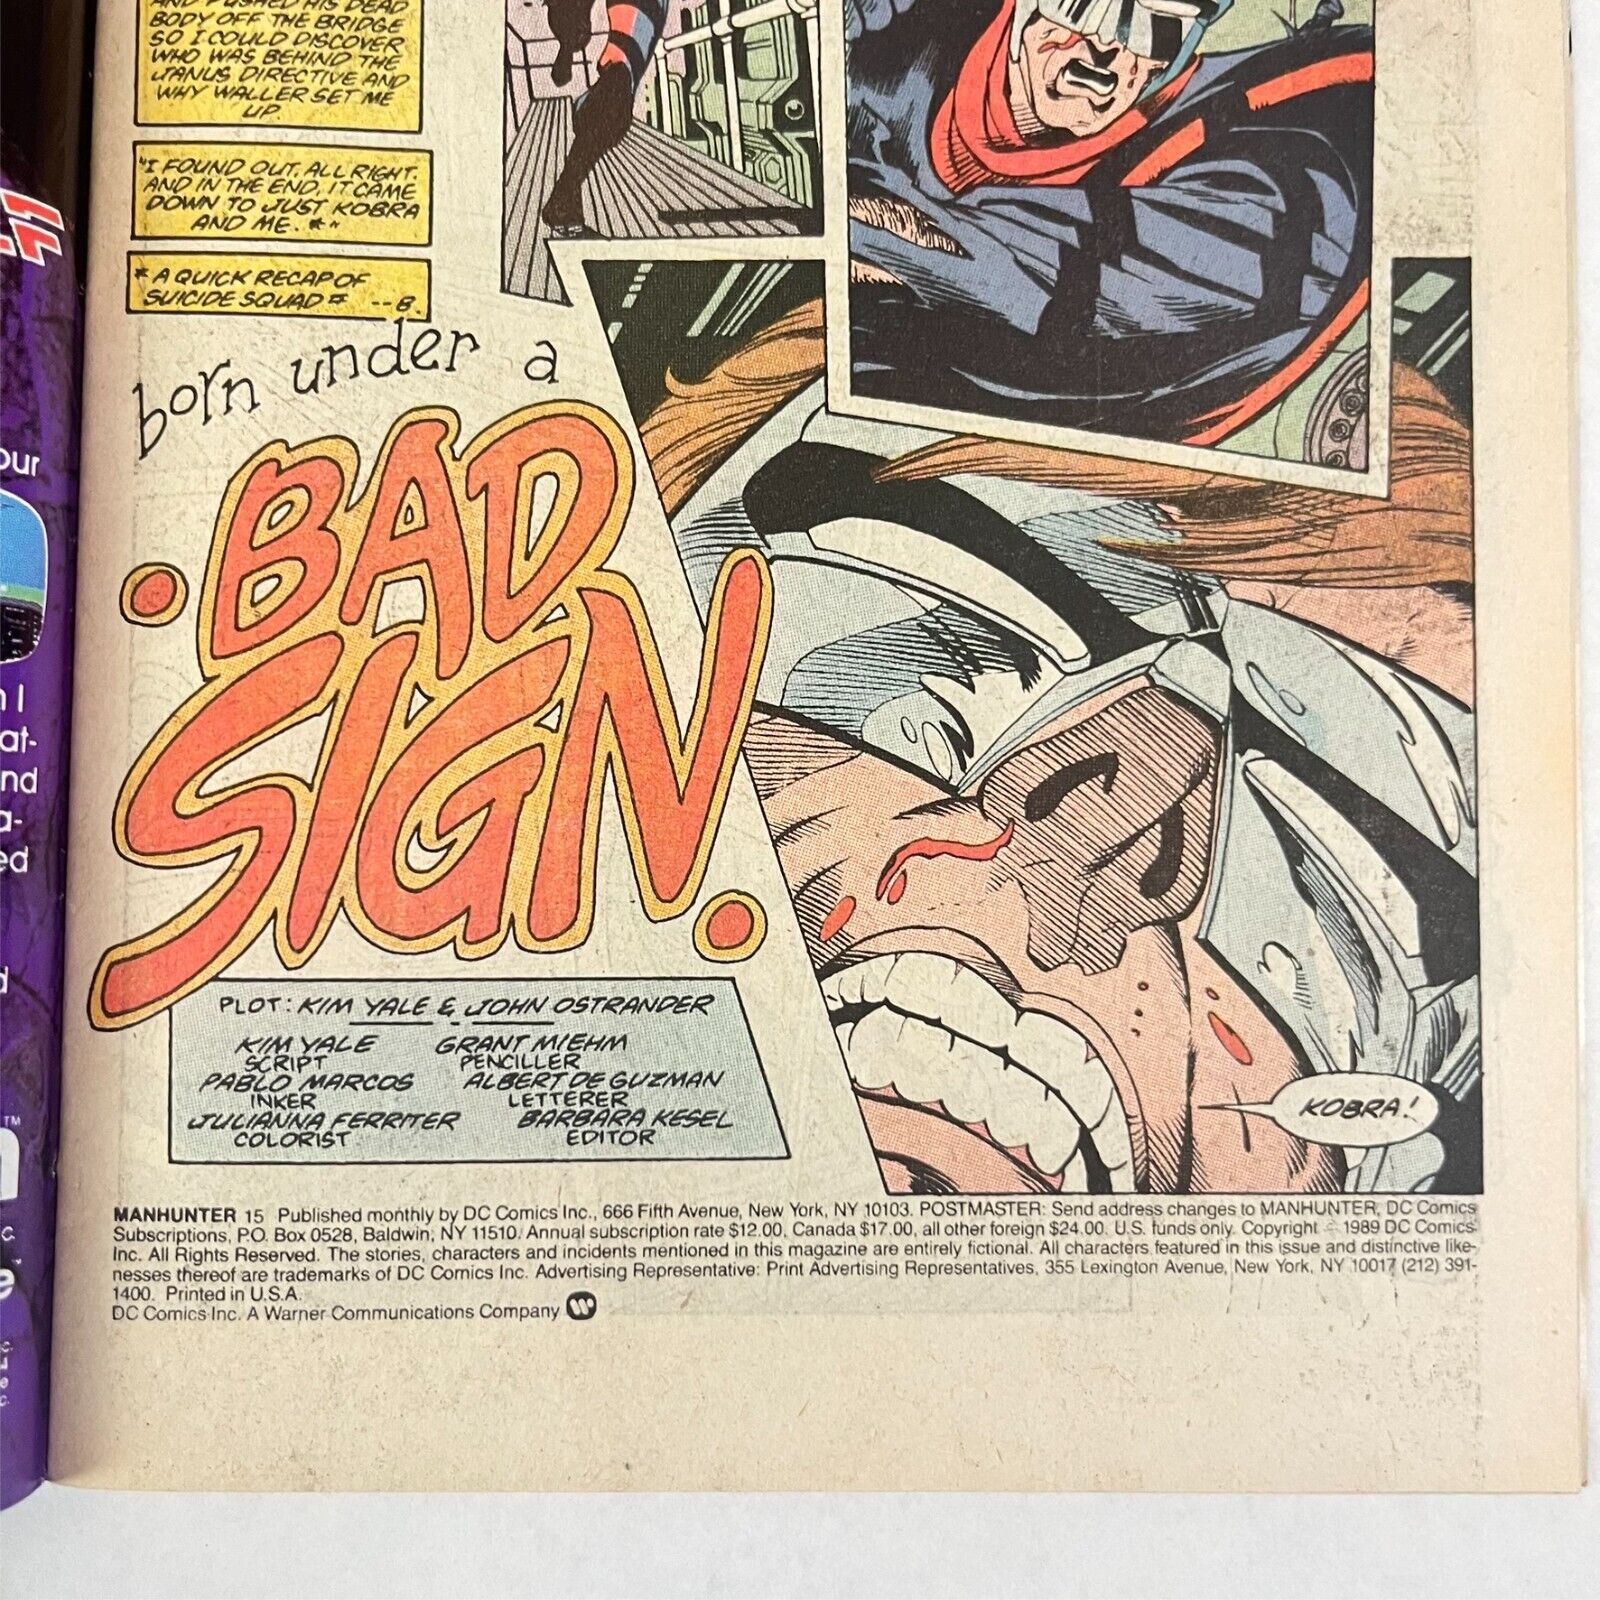 AND PUSHED HIS DEAD
BODY OFF THE BRIDGE
SO I COULD DISCOVER
WHO WAS BEHIND THE
JANUS DIRECTIVE AND
WHY WALLER SET ME
UP.
"I FOUND OUT, ALL RIGHT.
AND IN THE END, IT CAME
DOWN TO JUST KOBRA
AND ME. *"
* A QUICK RECAP OF
SUICIDE SQUAD # --B.
born under a
BAD
SIGN
PLOT: KIM YALE & JOHN OSTRANDER
KIM YALE GRANT MIEHM
SCRIPT PENCILLER
PABLO MARCOS ALBERT DE GUZMAN
INKER LETTERER
JULIANNA FERRITER BARBARA KESEL
COLORIST EDITOR
KOBRA!
MANHUNTER 15 Published monthly by DC Comics Inc., 666 Fifth Avenue, New York, NY 10103. POSTMASTER: Send address changes to MANHUNTER, DC Comics
Subscriptions, P.O. Box 0528, Baldwin, NY 11510. Annual subscription rate $12.00, Canada $17.00, all other foreign $24.00. U.S. funds only. Copyright © 1989 DC Comics
Inc. All Rights Reserved. The stories, characters and incidents mentioned in this magazine are entirely fictional. All characters featured in this issue and distinctive like-
nesses thereof are trademarks of DC Comics Inc. Advertising Representative: Print Advertising Representatives, 355 Lexington Avenue, New York, NY 10017 (212) 391-
1400. Printed in U.S.A.
DC Comics Inc. A Warner Communications Company